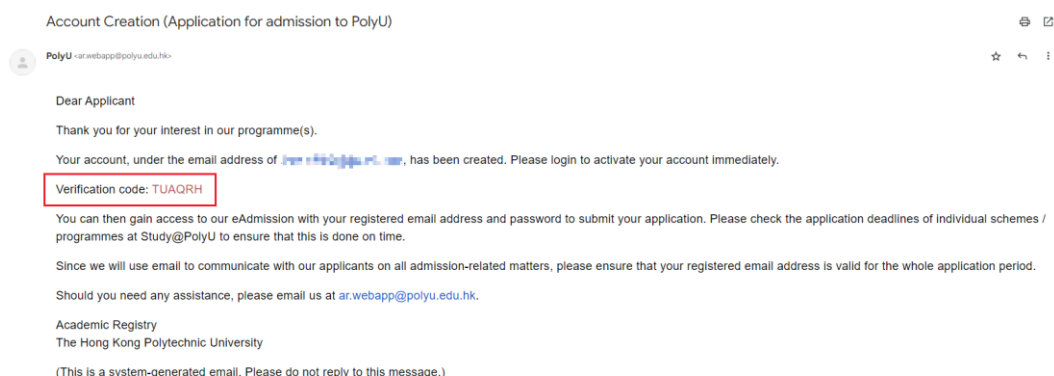 Account Creation (Application for admission to PolyU)
PolyU <ar.webapp@polyu.edu.hk>
Dear Applicant
Thank you for your interest in our programme(s).
Your account, under the email address of , has been created. Please login to activate your account immediately.
Verification code: TUAQRH
You can then gain access to our eAdmission with your registered email address and password to submit your application. Please check the application deadlines of individual schemes /
programmes at Study@PolyU to ensure that this is done on time.
Since we will use email to communicate with our applicants on all admission-related matters, please ensure that your registered email address is valid for the whole application period.
Should you need any assistance, please email us at ar.webapp@polyu.edu.hk.
Academic Registry
The Hong Kong Polytechnic University
(This is a system-generated email. Please do not reply to this message.)